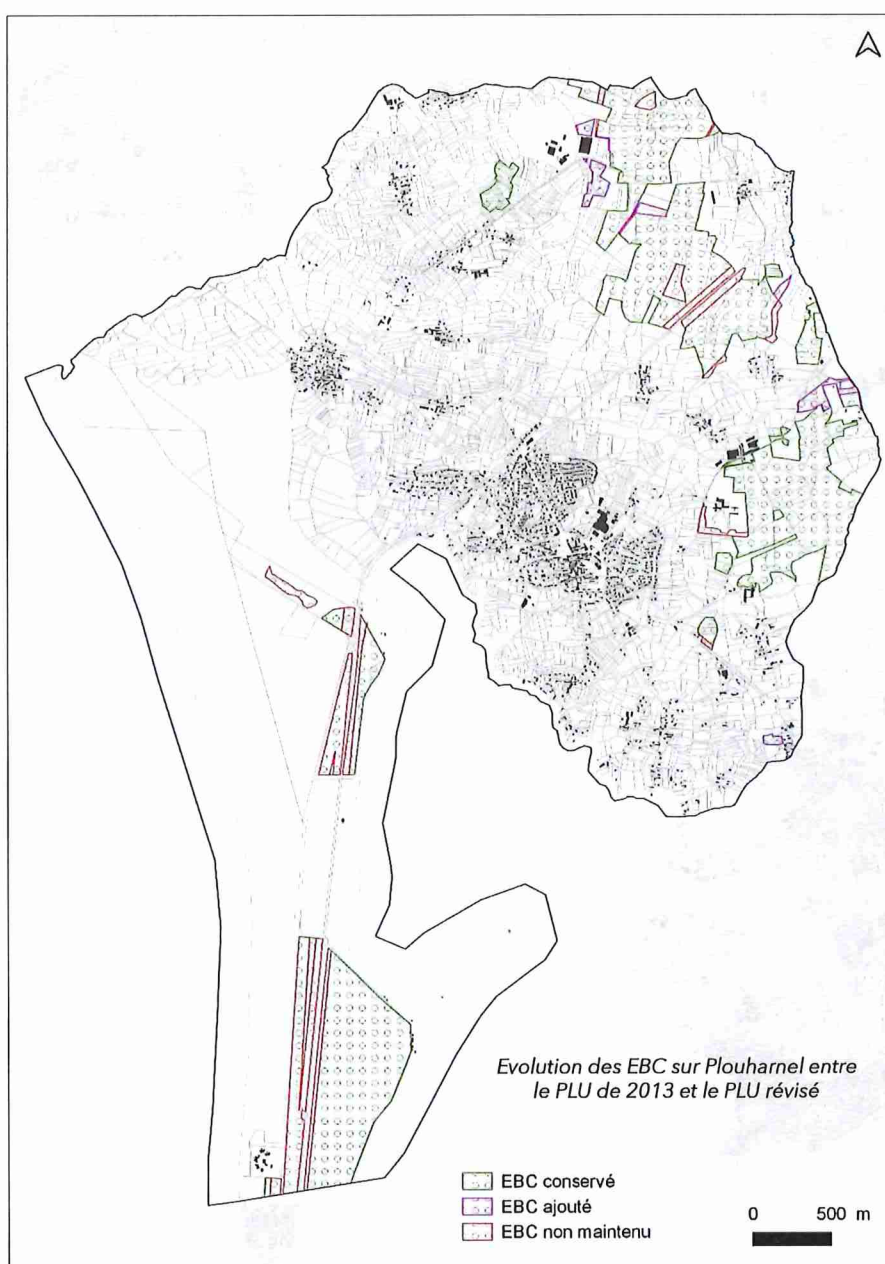 Evolution des EBC sur Plouharnel entre
le PLU de 2013 et le PLU révisé
EBC conservé
EBC ajouté
EBC non maintenu
0 500 m